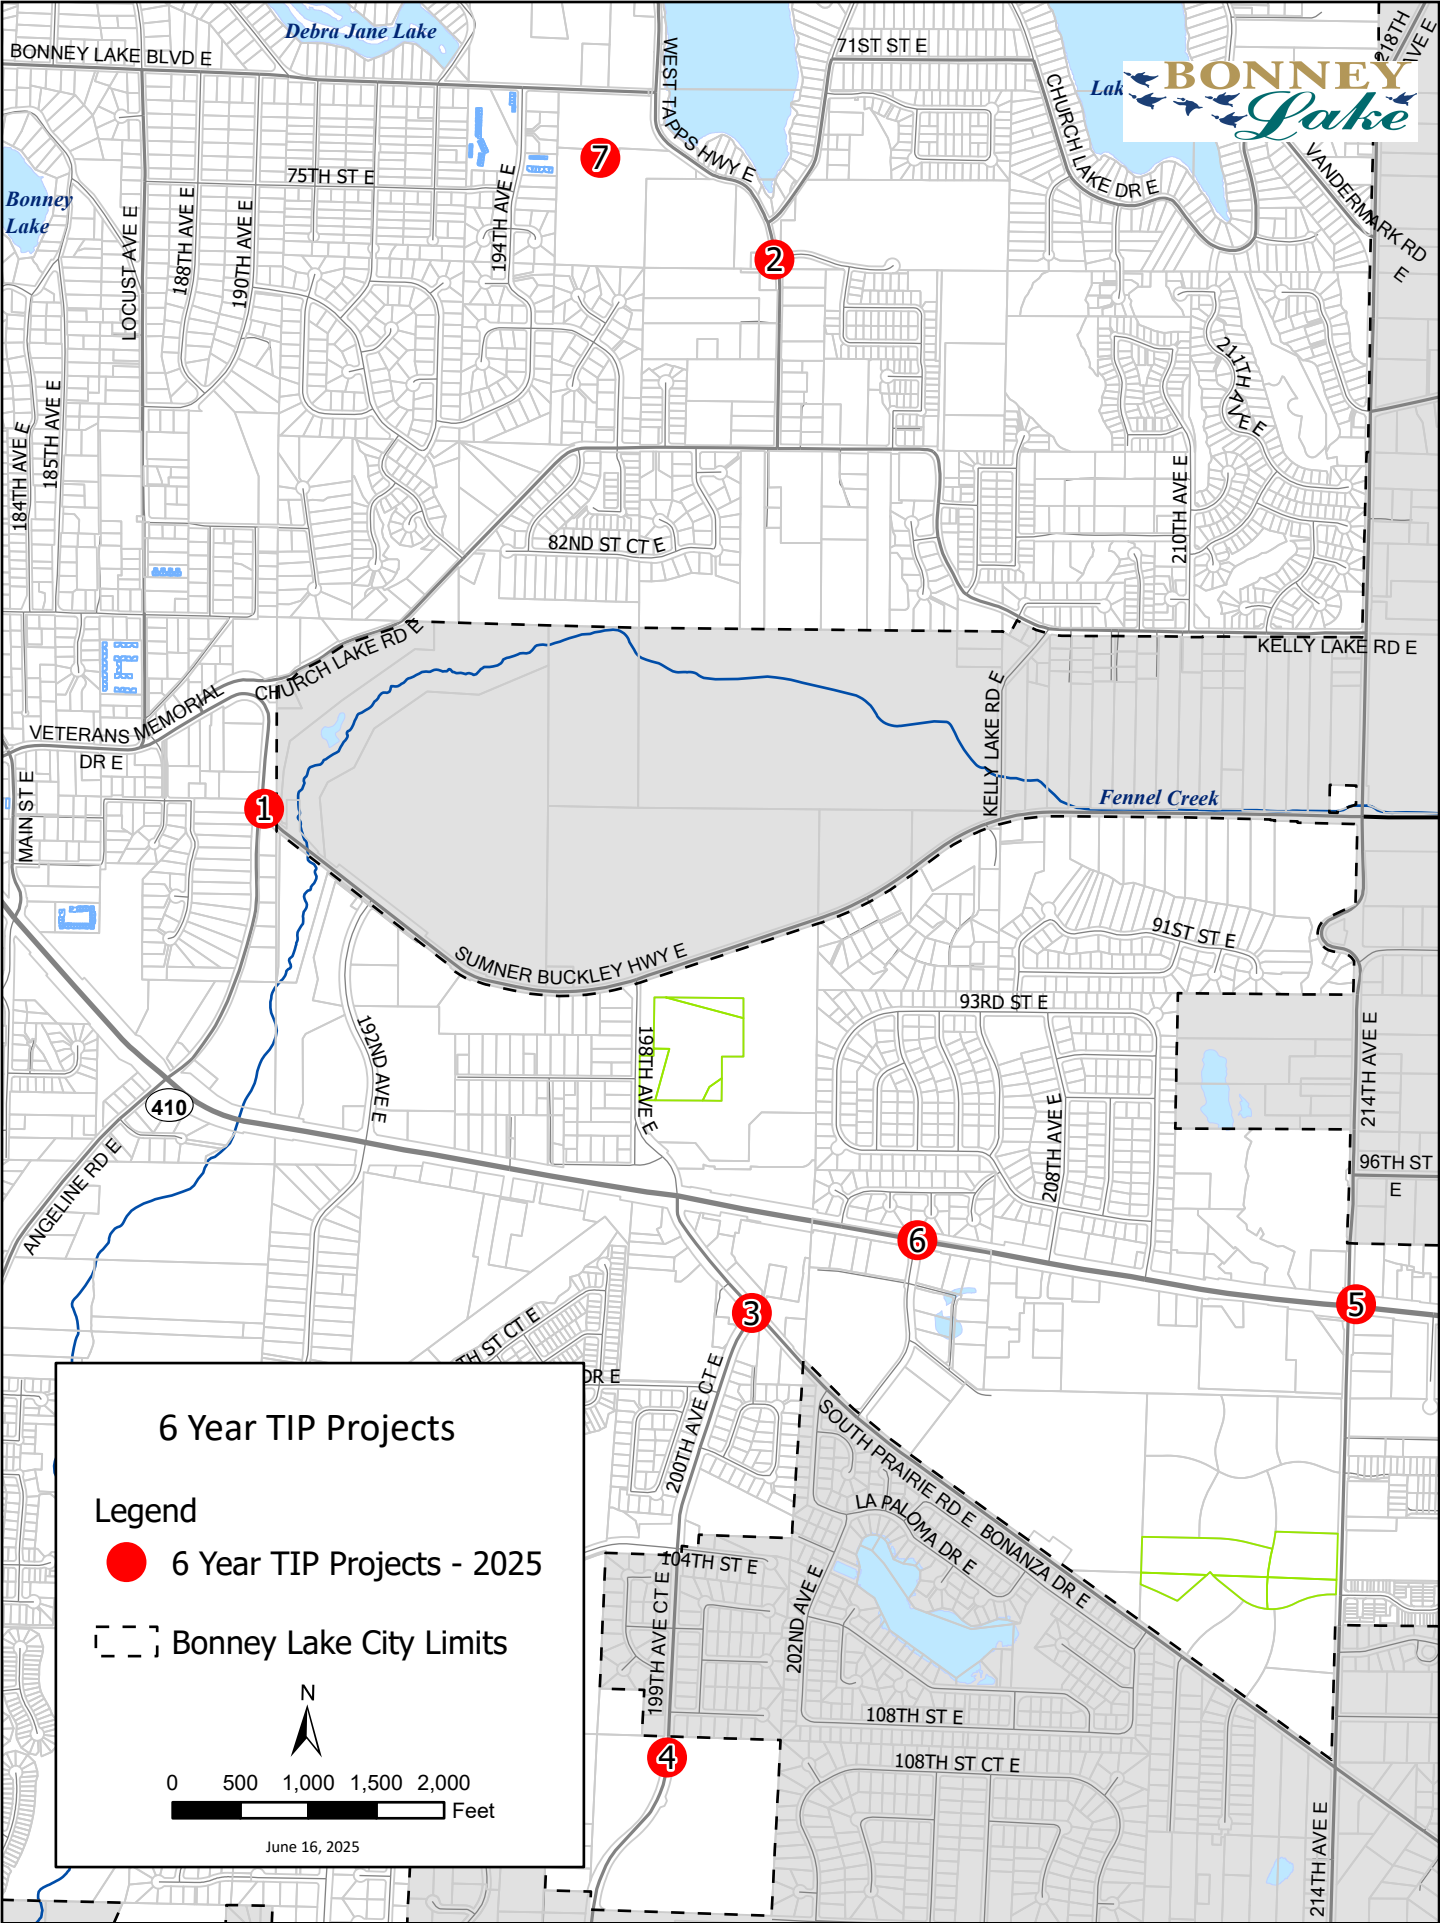 Debra Jane Lake
BONNEY LAKE BLVD E
WEST TAPPS HWY E
71ST ST E
CHURCH LAKE DR E
Lak
BONNEY
Lake
218TH
AVE E
VANDERMARK RD
E
7
75TH ST E
Bonney
Lake
LOCUST AVE E
188TH AVE E
190TH AVE E
194TH AVE E
2
211TH AVE E
184TH AVE E
185TH AVE E
210TH AVE E
82ND ST CT E
CHURCH LAKE RD E
KELLY LAKE RD E
VETERANS MEMORIAL
DR E
MAIN ST E
1
KELLY LAKE RD E
Fennel Creek
SUMNER BUCKLEY HWY E
91ST ST E
93RD ST E
192ND AVE E
198TH AVE E
208TH AVE E
214TH AVE E
410
ANGELINE RD E
96TH ST
E
6
5
3
TH ST CT E
DR E
200TH AVE CT E
SOUTH PRAIRIE RD E
BONANZA DR E
LA PALOMA DR E
104TH ST E
199TH AVE CT E
202ND AVE E
108TH ST E
108TH ST CT E
4
214TH AVE E
6 Year TIP Projects
Legend
6 Year TIP Projects - 2025
Bonney Lake City Limits
N
0 500 1,000 1,500 2,000
Feet
June 16, 2025